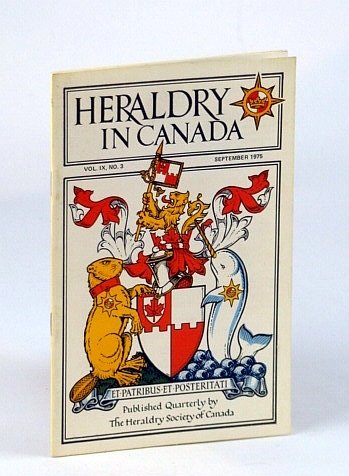 HERALDRY
IN CANADA
VOL. IX, NO. 3 SEPTEMBER 1975
ET·PATRIBUS·ET·POSTERITATI
Published Quarterly by
The Heraldry Society of Canada